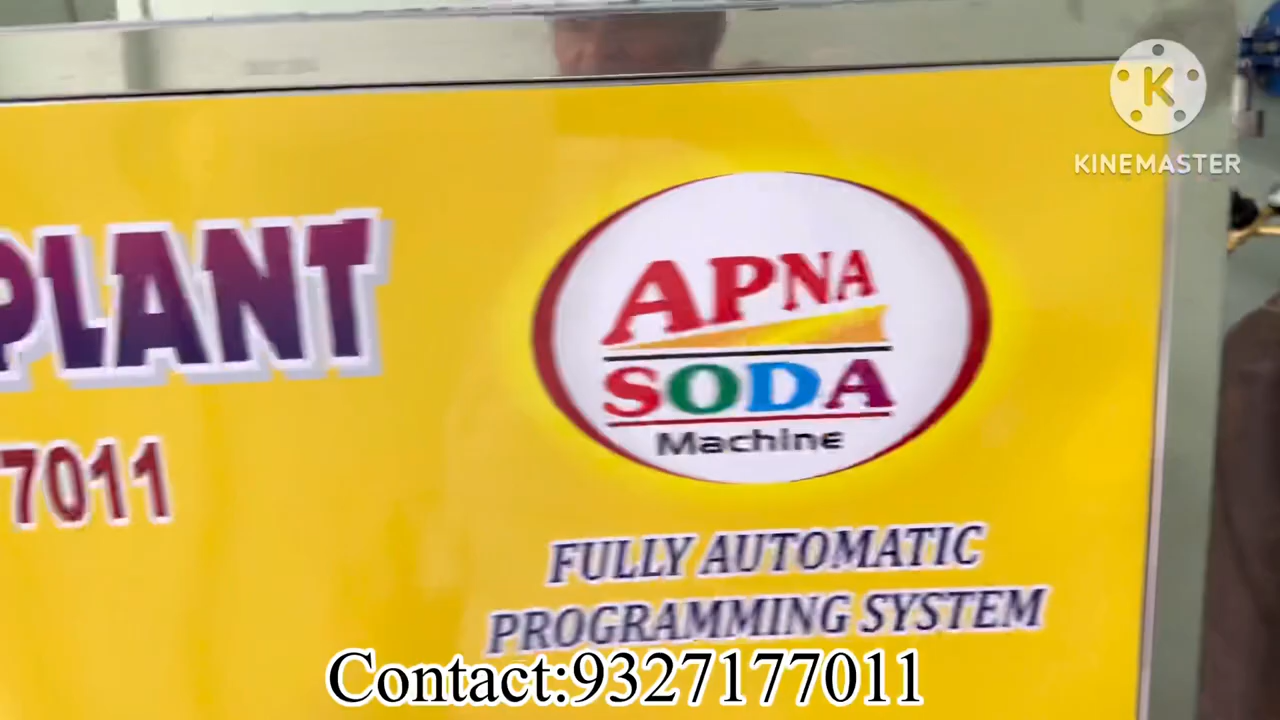 KINEMASTER
PLANT
7011
APNA
SODA
Machine
FULLY AUTOMATIC
PROGRAMMING SYSTEM
Contact:9327177011